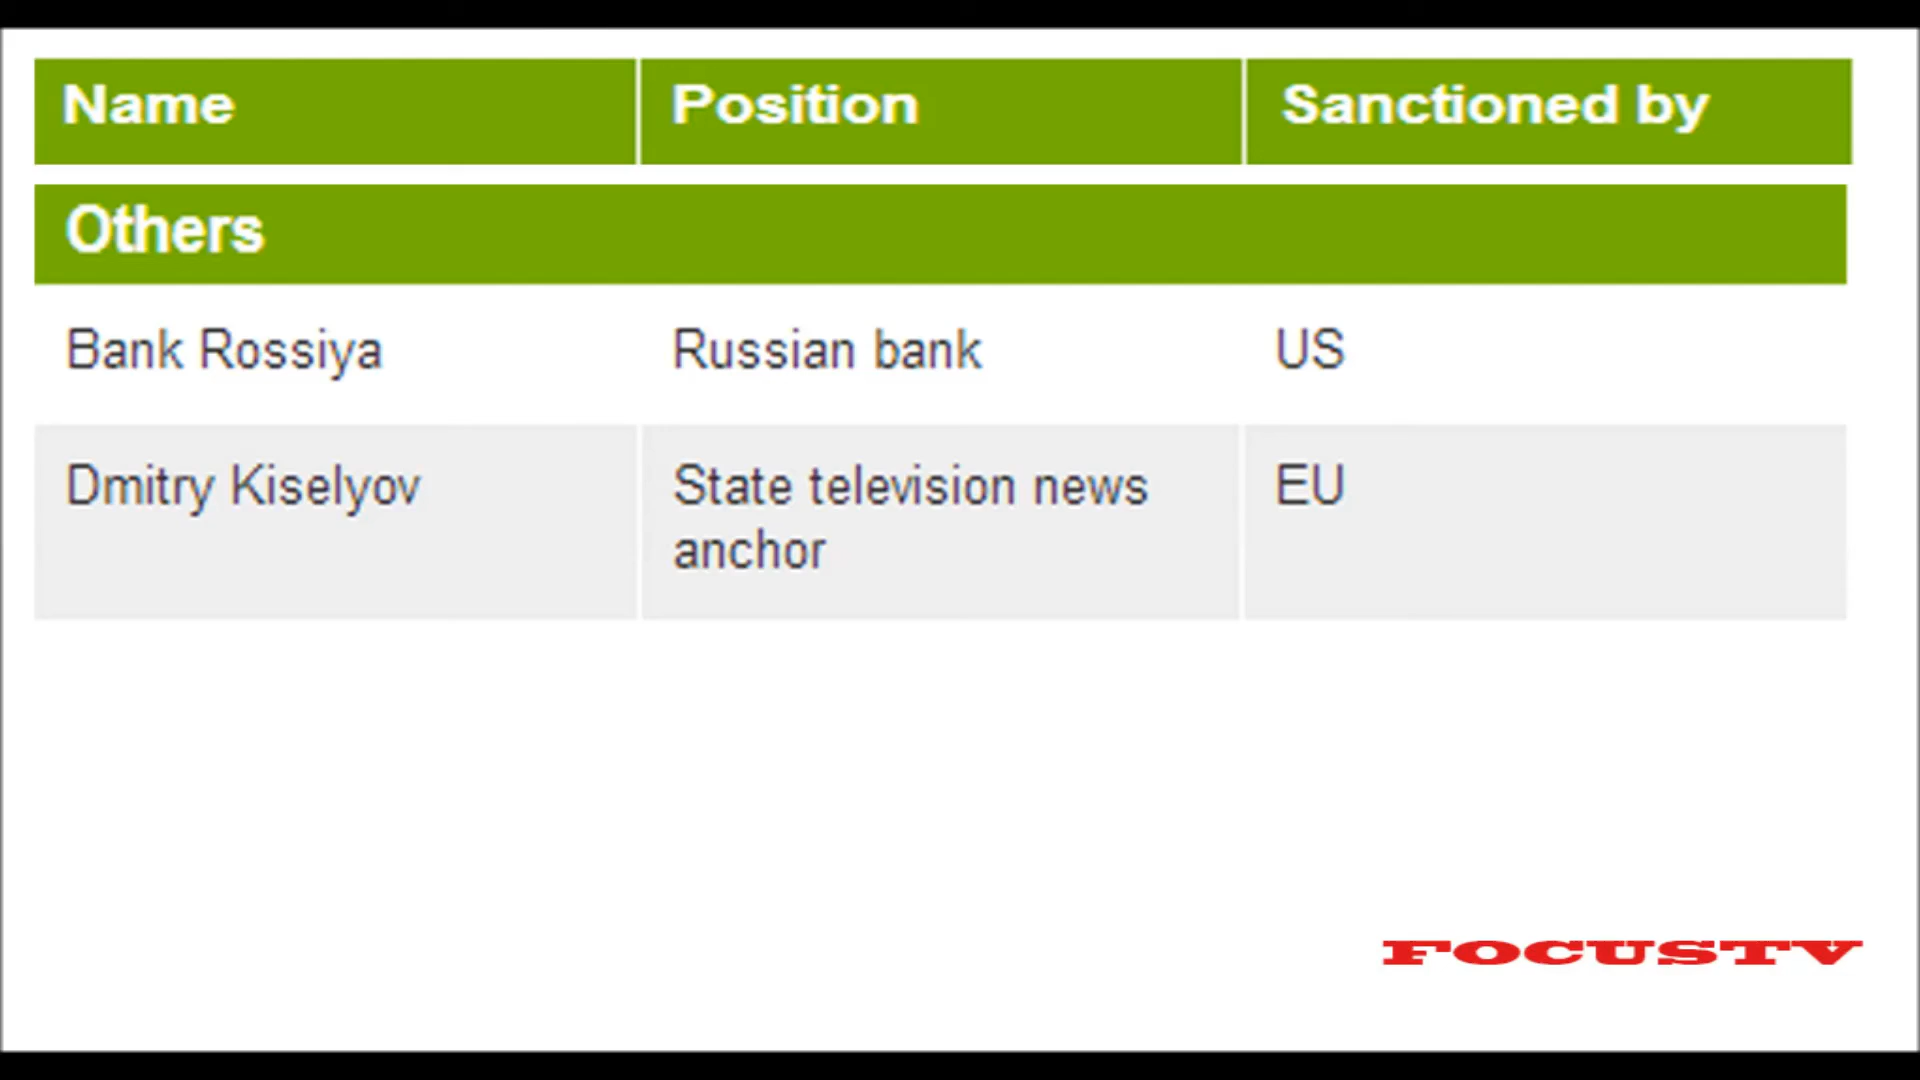 Name Position Sanctioned by
Others
Bank Rossiya Russian bank US
Dmitry Kiselyov State television news EU
anchor
FOCUSTV